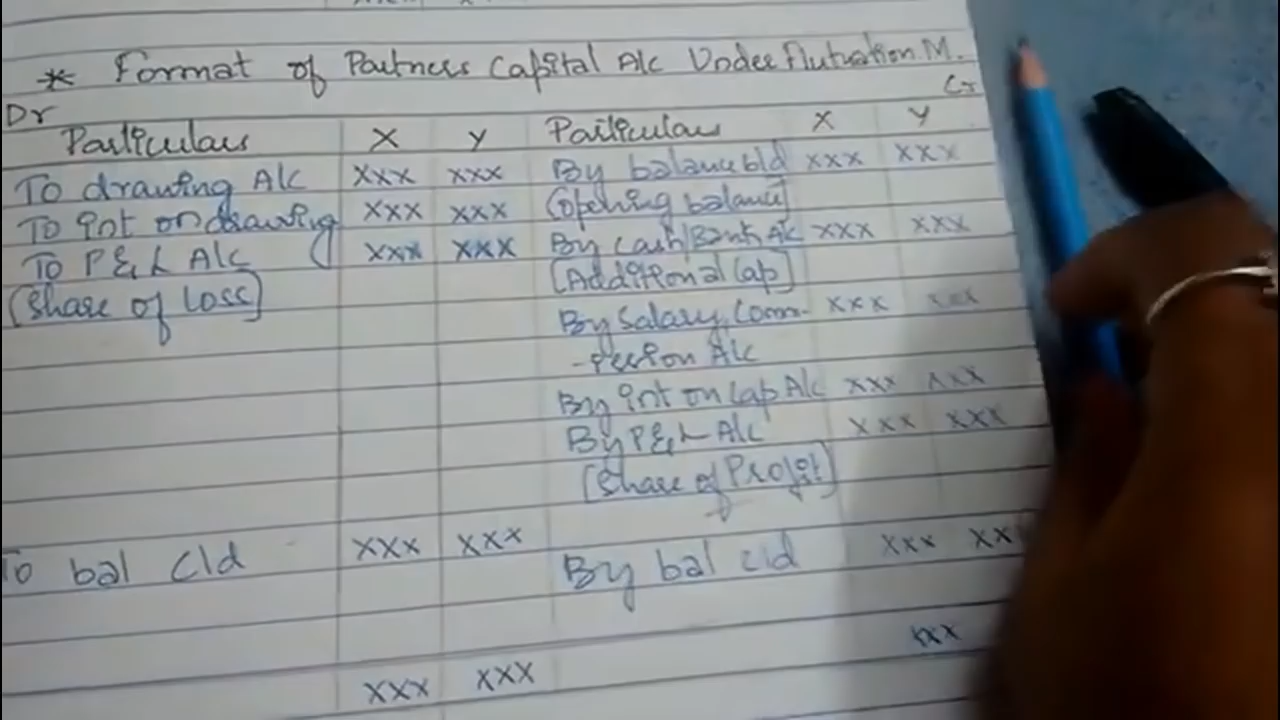 * Format of Partners Capital A/c Under Flutuation.M.
Dr Cr
Particulars X Y Particulars X Y
To drawing A/c xxx xxx By balance b/d xxx xxx
To int on drawing xxx xxx (Opening balance]
To P & L A/c xxx xxx By cash/Bank A/c xxx xxx
[Share of Loss] [Additional Cap]
By Salary, Comm- xxx xxx
-ission A/c
By int on Cap A/c xxx xxx
By P & L A/c xxx xxx
[Share of Profit]
To bal C/d xxx xxx By bal c/d xxx xxx
xxx
xxx xxx